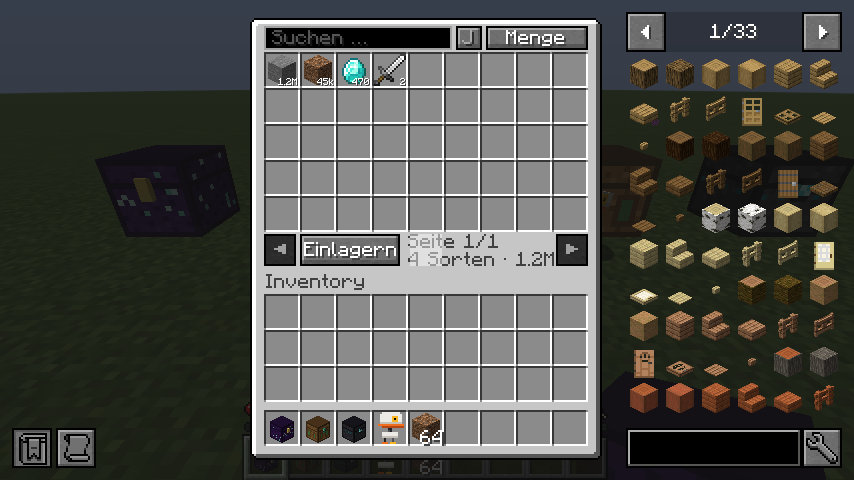 Suchen ...
J
Menge
1/33
1.2M
45k
470
2
Einlagern
Seite 1/1
4 Sorten · 1.2M
Inventory
64
64